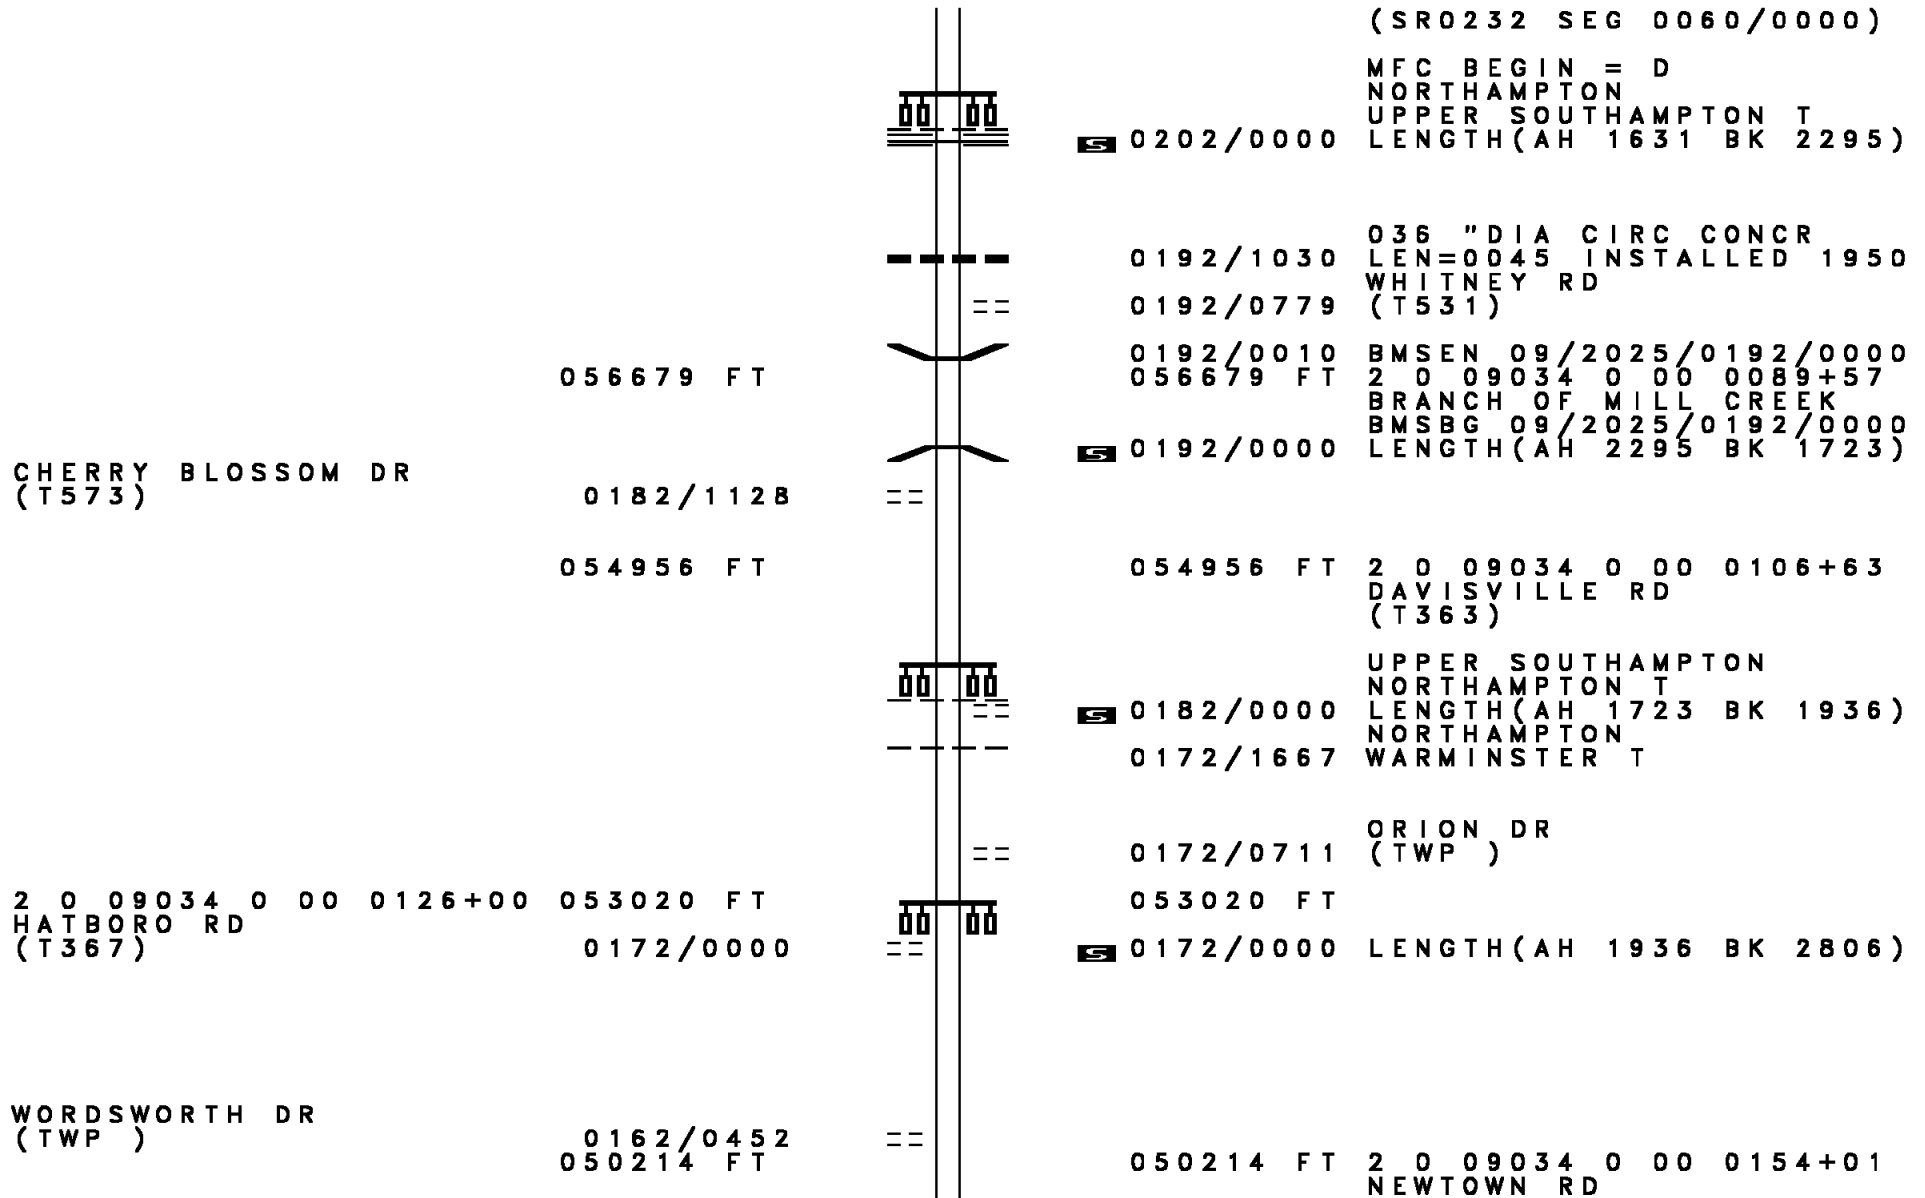 (SR0232 SEG 0060/0000)
MFC BEGIN = D
NORTHAMPTON
UPPER SOUTHAMPTON T
S 0202/0000 LENGTH(AH 1631 BK 2295)
036 "DIA CIRC CONCR
0192/1030 LEN=0045 INSTALLED 1950
WHITNEY RD
0192/0779 (T531)
0192/0010 BMSEN 09/2025/0192/0000
056679 FT 056679 FT 2 0 09034 0 00 0089+57
BRANCH OF MILL CREEK
BMSBG 09/2025/0192/0000
S 0192/0000 LENGTH(AH 2295 BK 1723)
CHERRY BLOSSOM DR
(T573) 0182/1128
054956 FT 054956 FT 2 0 09034 0 00 0106+63
DAVISVILLE RD
(T363)
UPPER SOUTHAMPTON
NORTHAMPTON T
S 0182/0000 LENGTH(AH 1723 BK 1936)
NORTHAMPTON
0172/1667 WARMINSTER T
ORION DR
0172/0711 (TWP )
2 0 09034 0 00 0126+00 053020 FT 053020 FT
HATBORO RD
(T367) 0172/0000 S 0172/0000 LENGTH(AH 1936 BK 2806)
WORDSWORTH DR
(TWP ) 0162/0452
050214 FT 050214 FT 2 0 09034 0 00 0154+01
NEWTOWN RD